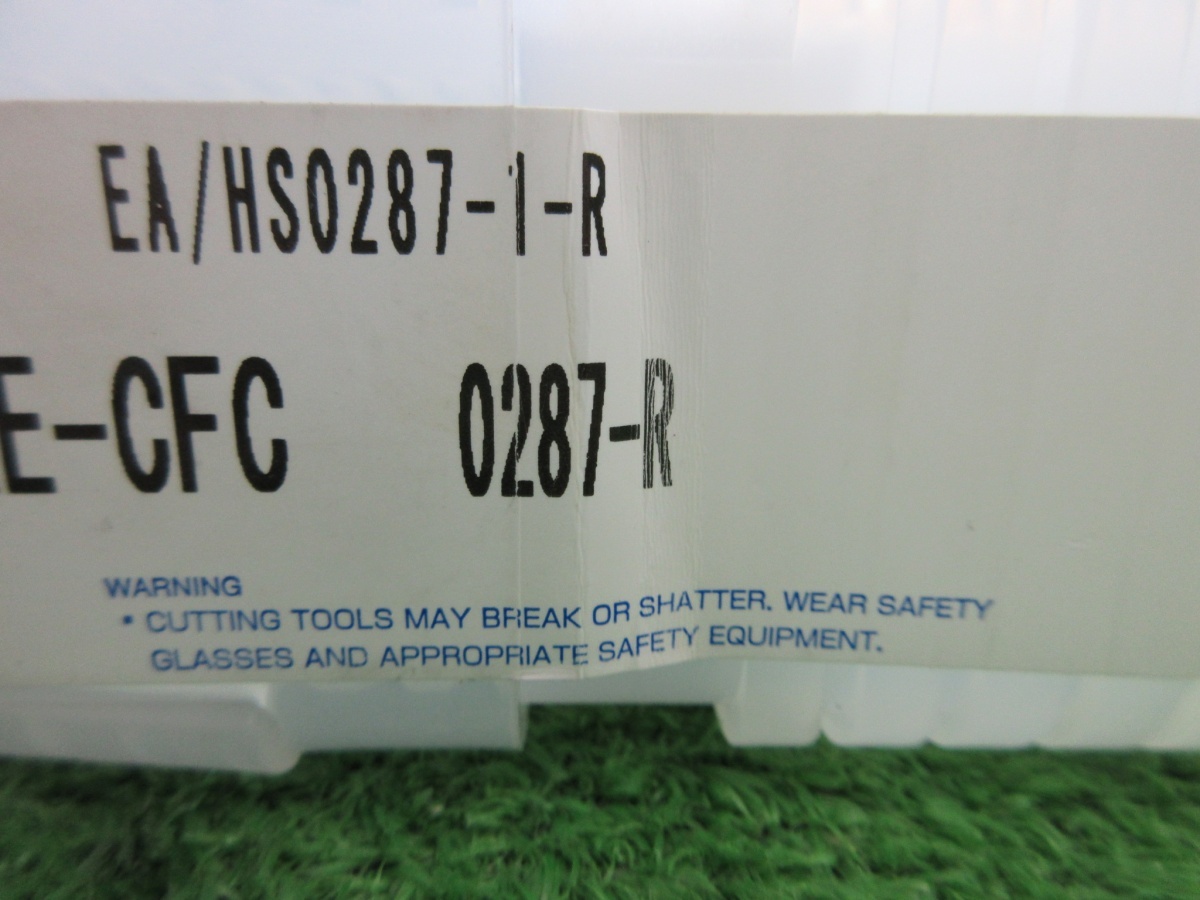 EA/HS0287-1-R
E-CFC 0287-R
WARNING
• CUTTING TOOLS MAY BREAK OR SHATTER. WEAR SAFETY
GLASSES AND APPROPRIATE SAFETY EQUIPMENT.